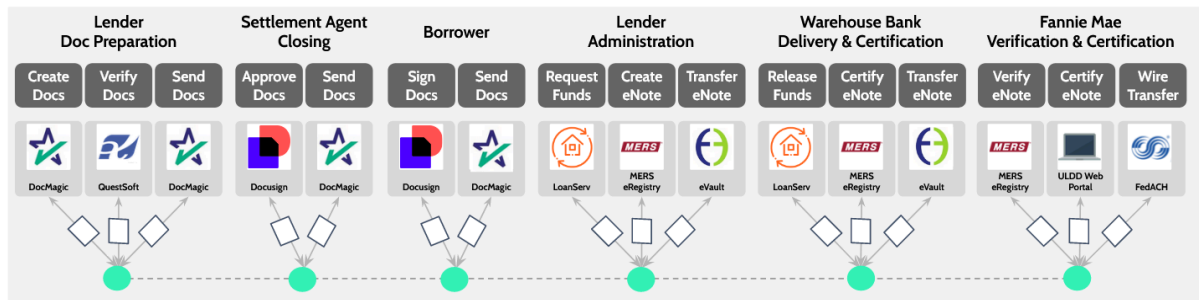 Lender
Doc Preparation
Settlement Agent
Closing
Borrower
Lender
Administration
Warehouse Bank
Delivery & Certification
Fannie Mae
Verification & Certification
Create
Docs
Verify
Docs
Send
Docs
Approve
Docs
Send
Docs
Sign
Docs
Send
Docs
Request
Funds
Create
eNote
Transfer
eNote
Release
Funds
Certify
eNote
Transfer
eNote
Verify
eNote
Certify
eNote
Wire
Transfer
DocMagic
QuestSoft
DocMagic
Docusign
DocMagic
Docusign
DocMagic
LoanServ
MERS
MERS
eRegistry
eVault
LoanServ
MERS
MERS
eRegistry
eVault
MERS
MERS
eRegistry
ULDD Web
Portal
FedACH